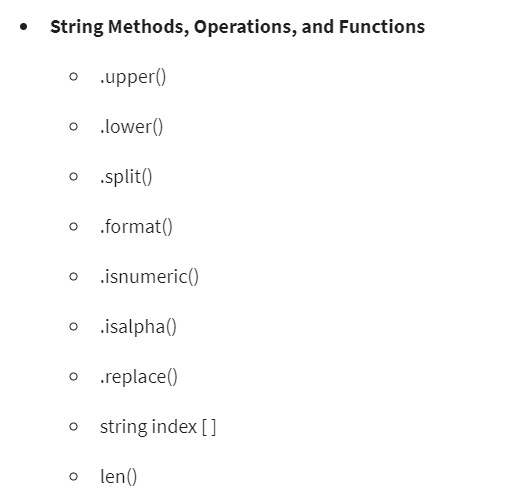 String Methods, Operations, and Functions
.upper()
.lower()
.split()
.format()
.isnumeric()
.isalpha()
.replace()
string index [ ]
len()